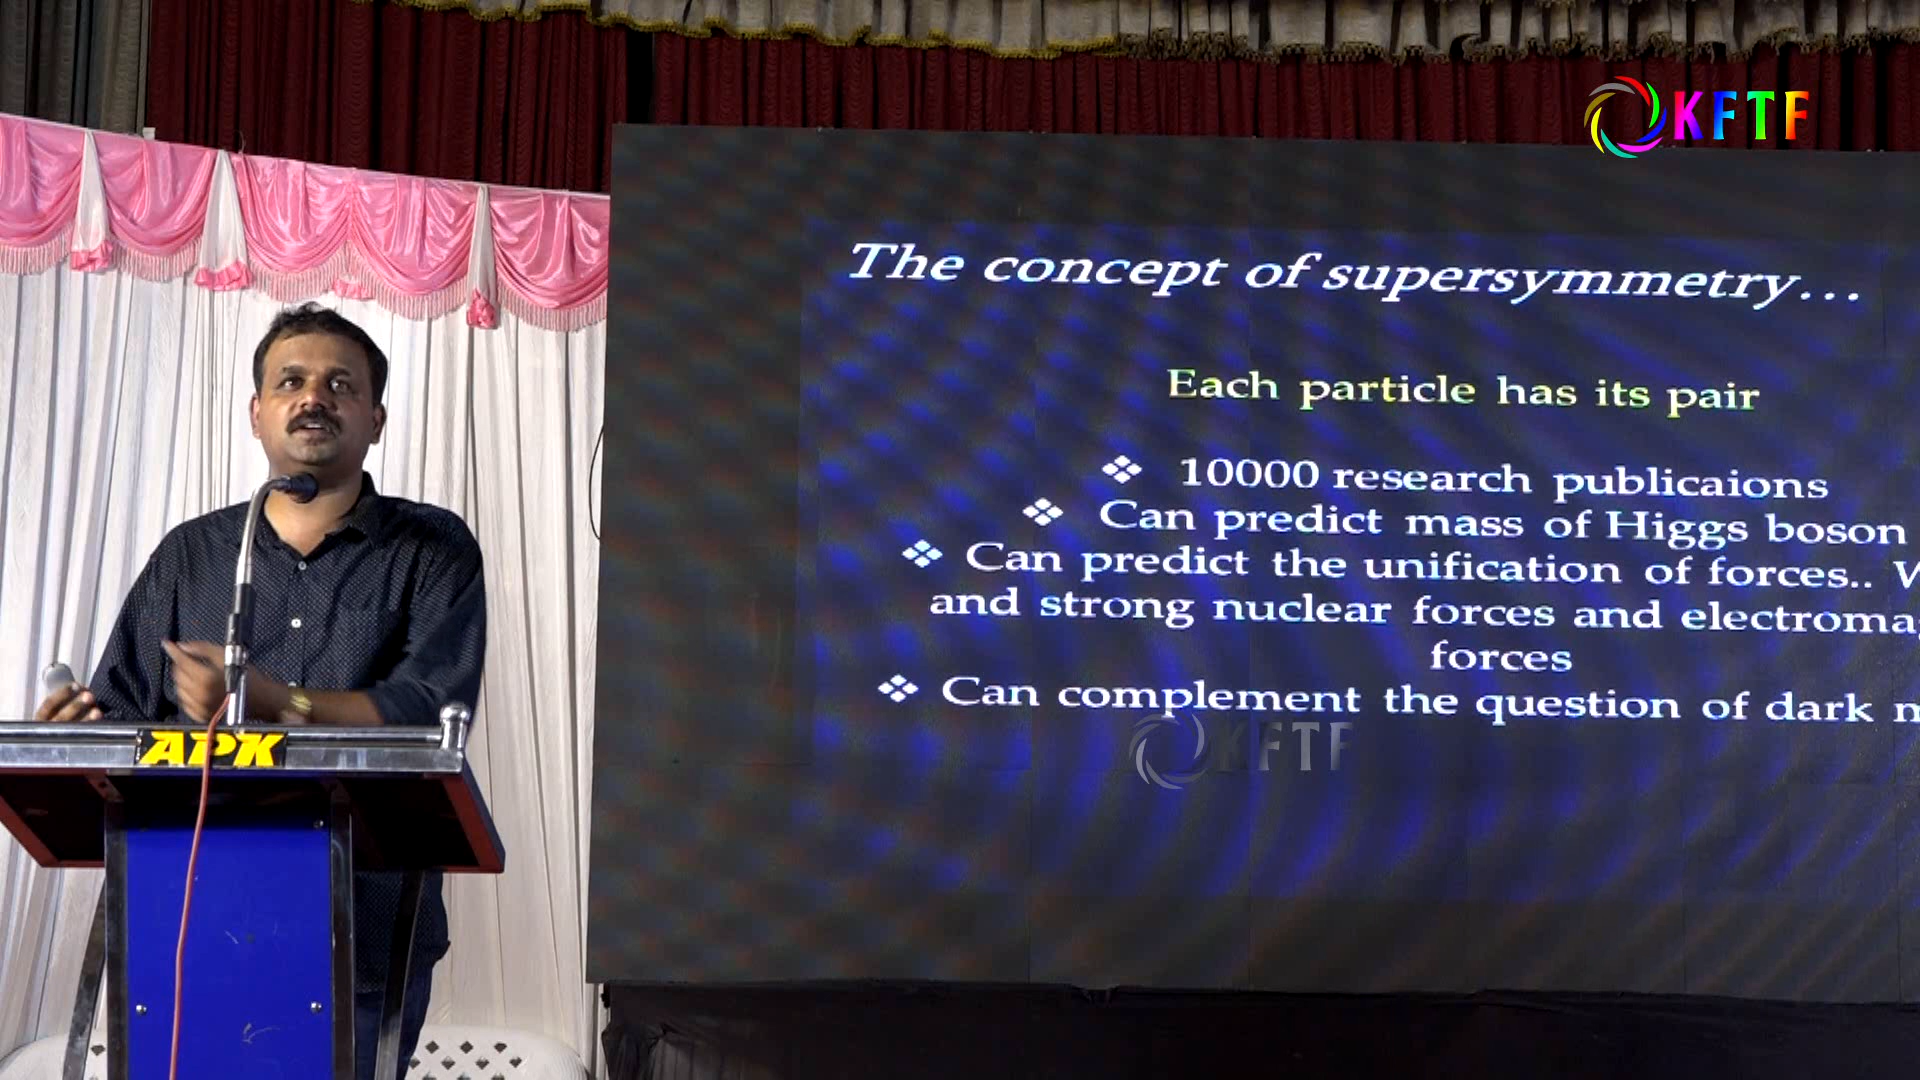 KFTF
The concept of supersymmetry...
Each particle has its pair
❖ 10000 research publicaions
❖ Can predict mass of Higgs boson
❖ Can predict the unification of forces..
and strong nuclear forces and
forces
❖ Can complement the question of dark
KFTF
APK